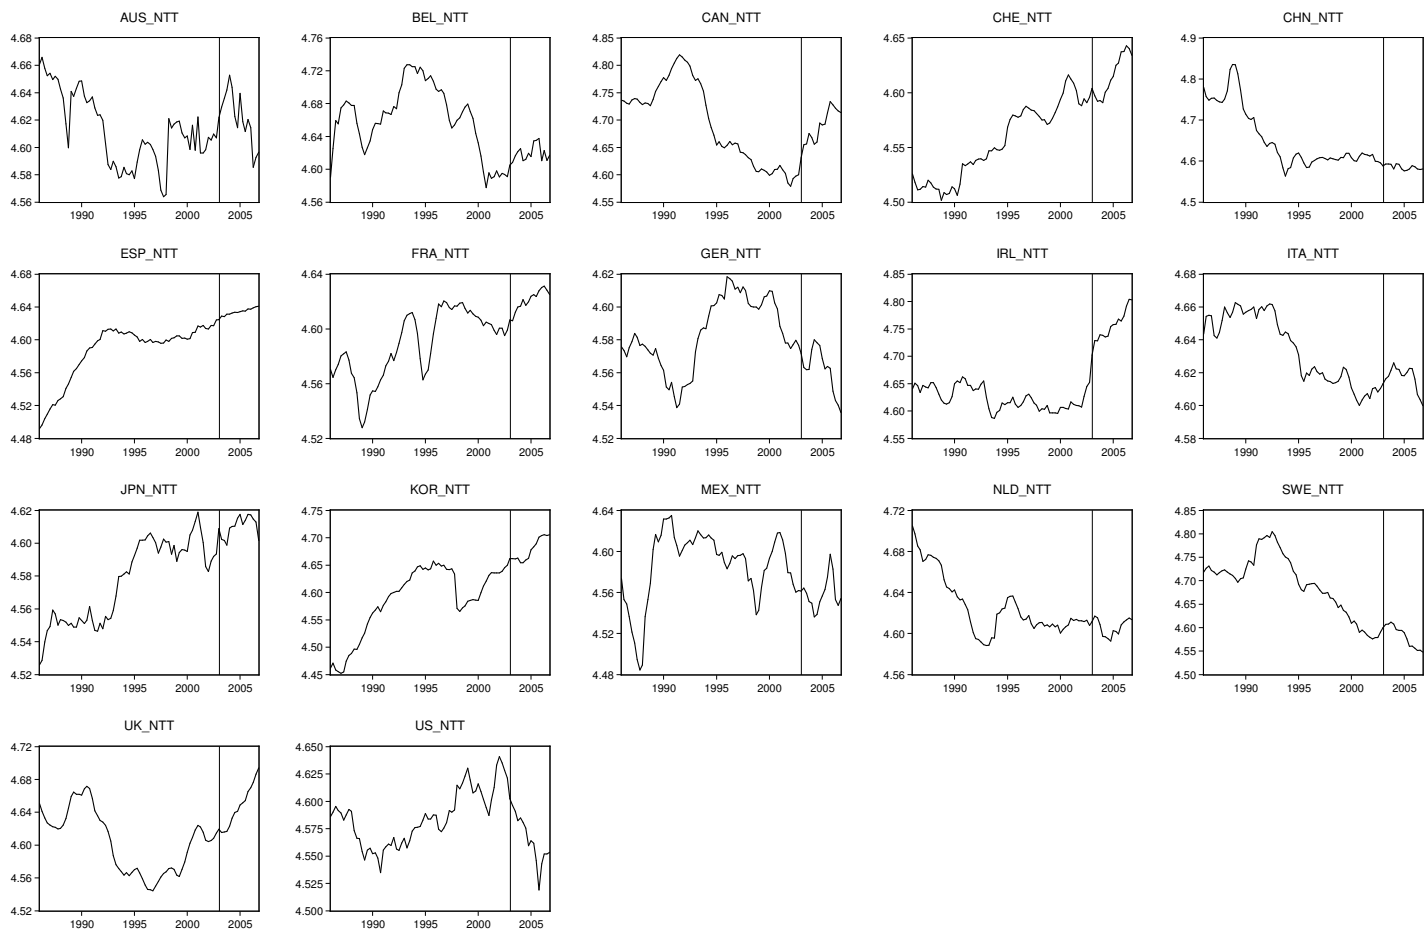 AUS_NTT BEL_NTT CAN_NTT CHE_NTT CHN_NTT
4.68 4.76 4.85 4.65 4.9
4.66 4.72 4.80 4.60 4.8
4.64 4.68 4.75 4.55 4.7
4.62 4.64 4.70 4.50 4.6
4.60 4.60 4.65 4.5
4.58 4.56 4.60
4.56 4.55
1990 1995 2000 2005 1990 1995 2000 2005 1990 1995 2000 2005 1990 1995 2000 2005 1990 1995 2000 2005
ESP_NTT FRA_NTT GER_NTT IRL_NTT ITA_NTT
4.68 4.64 4.62 4.85 4.68
4.64 4.60 4.60 4.80 4.66
4.60 4.56 4.58 4.75 4.64
4.56 4.52 4.56 4.70 4.62
4.52 4.54 4.65 4.60
4.48 4.52 4.60 4.58
4.55
1990 1995 2000 2005 1990 1995 2000 2005 1990 1995 2000 2005 1990 1995 2000 2005 1990 1995 2000 2005
JPN_NTT KOR_NTT MEX_NTT NLD_NTT SWE_NTT
4.62 4.75 4.64 4.72 4.85
4.60 4.70 4.60 4.68 4.80
4.58 4.65 4.56 4.64 4.75
4.56 4.60 4.52 4.60 4.70
4.54 4.55 4.48 4.56 4.65
4.52 4.50 4.60
4.45 4.55
4.50
1990 1995 2000 2005 1990 1995 2000 2005 1990 1995 2000 2005 1990 1995 2000 2005 1990 1995 2000 2005
UK_NTT US_NTT
4.72 4.650
4.68 4.625
4.64 4.600
4.60 4.575
4.56 4.550
4.52 4.525
4.500
1990 1995 2000 2005 1990 1995 2000 2005